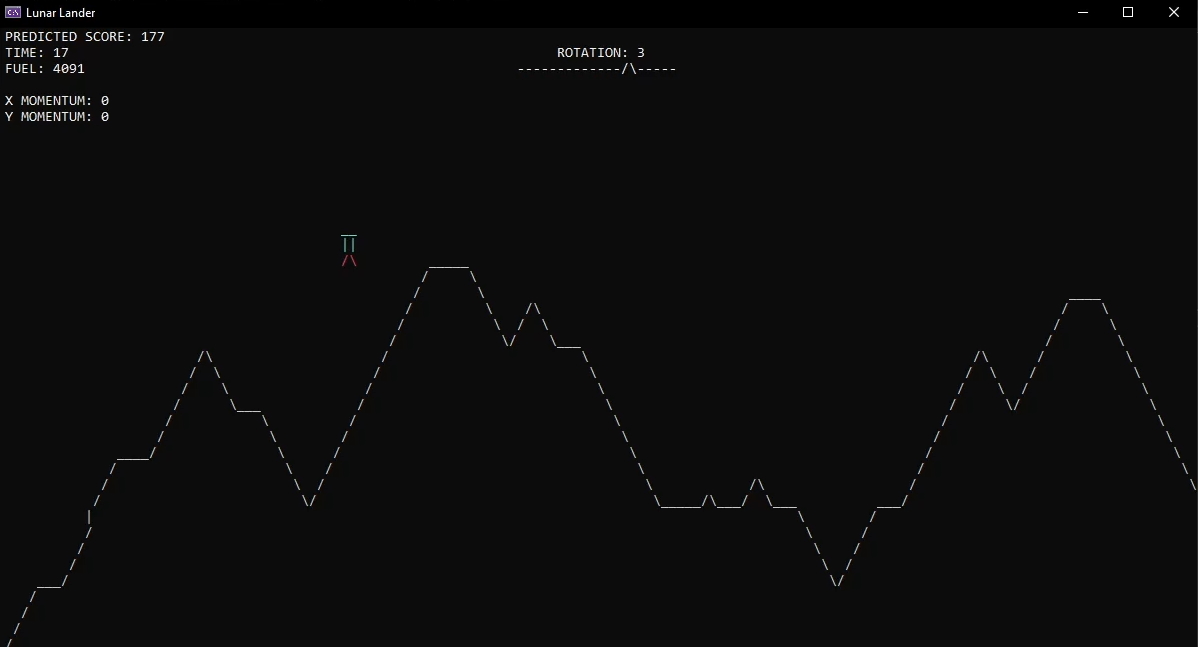 Lunar Lander
PREDICTED SCORE: 177
TIME: 17
ROTATION: 3
FUEL: 4091
-------------/\-----
X MOMENTUM: 0
Y MOMENTUM: 0